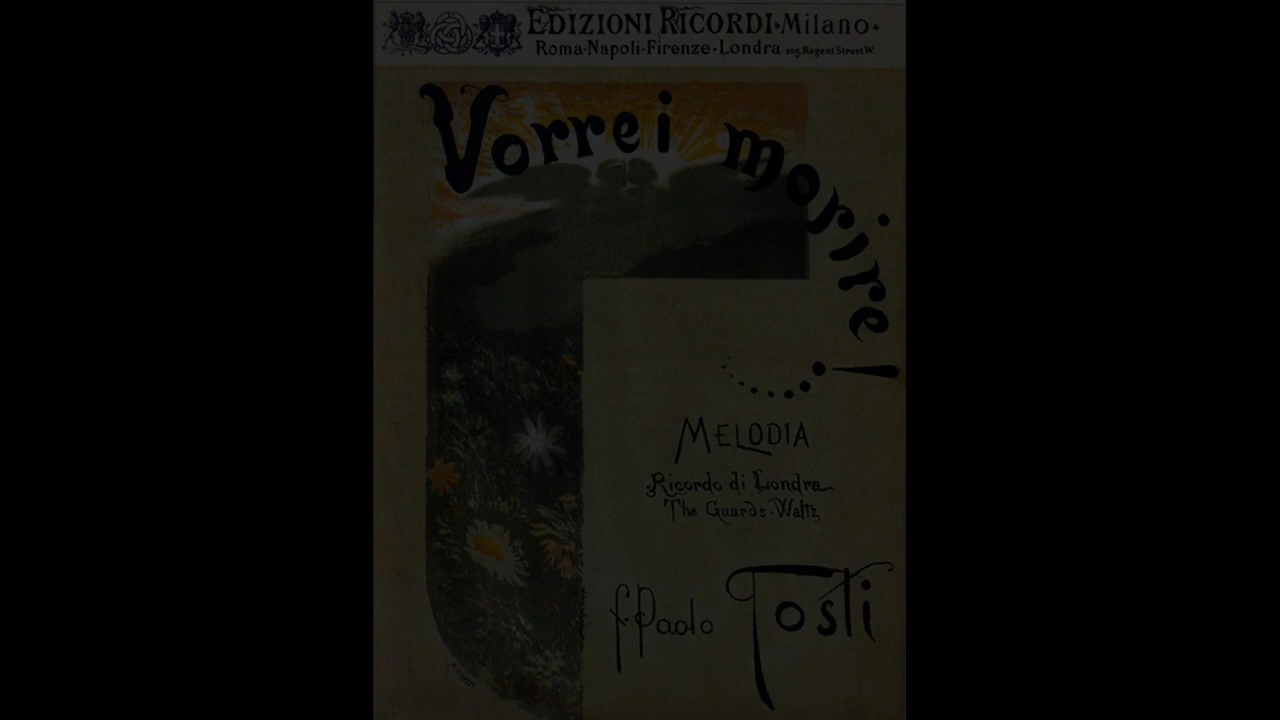 EDIZIONI RICORDI·Milano
Roma-Napoli-Firenze·Londra 265, Regent Street, W.
Vorrei morire!
MELODIA
Ricordo di Londra
The Guards·Waltz
F. Paolo Tosti